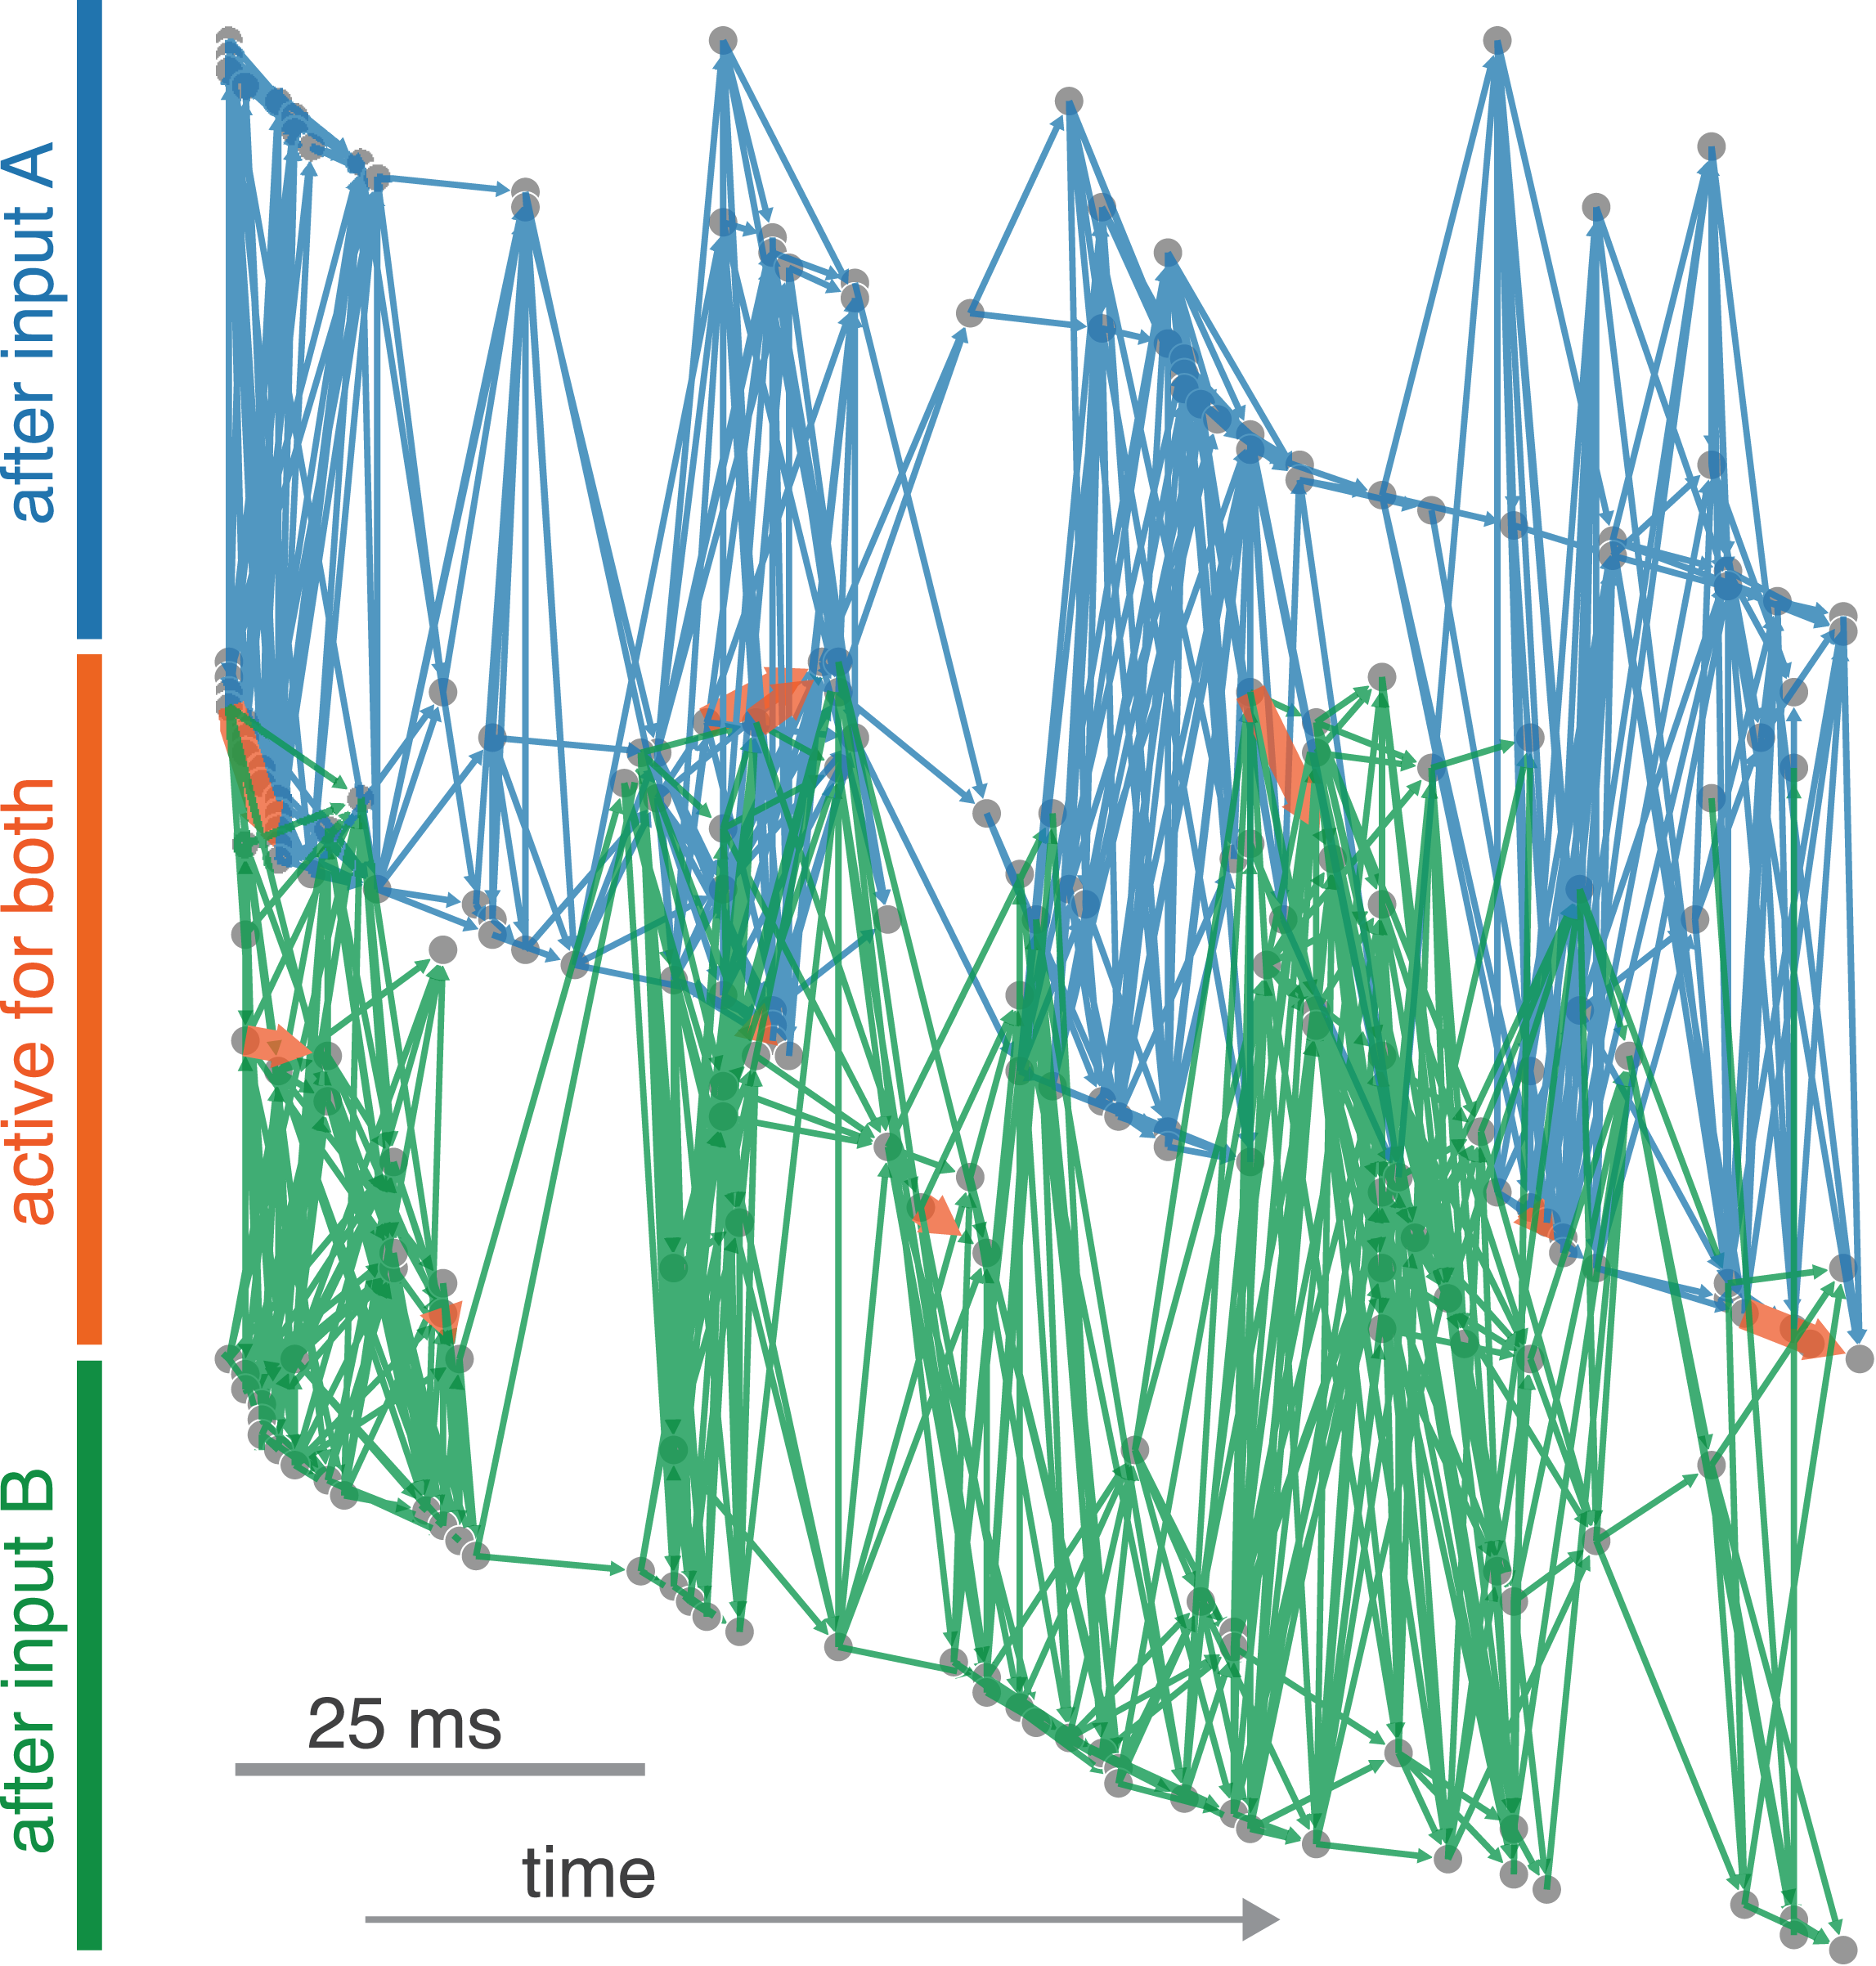 after input A
active for both
after input B
25 ms
time